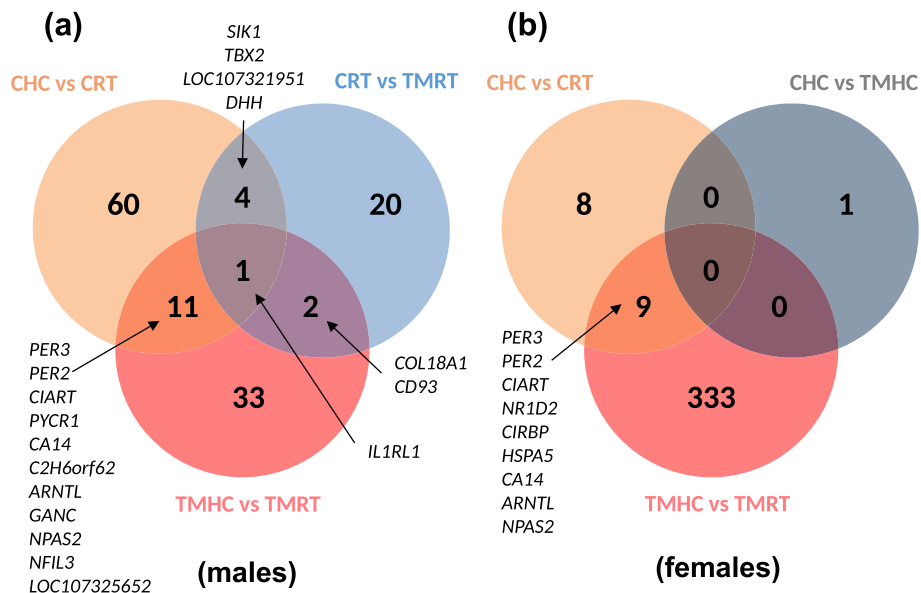 (a)
SIK1
TBX2
LOC107321951
DHH
CHC vs CRT
CRT vs TMRT
60
4
20
1
11
2
33
PER3
PER2
CIART
PYCR1
CA14
C2H6orf62
ARNTL
GANC
NPAS2
NFIL3
LOC107325652
COL18A1
CD93
IL1RL1
TMHC vs TMRT
(males)
(b)
CHC vs CRT
CHC vs TMHC
8
0
1
0
9
0
333
PER3
PER2
CIART
NR1D2
CIRBP
HSPA5
CA14
ARNTL
NPAS2
TMHC vs TMRT
(females)